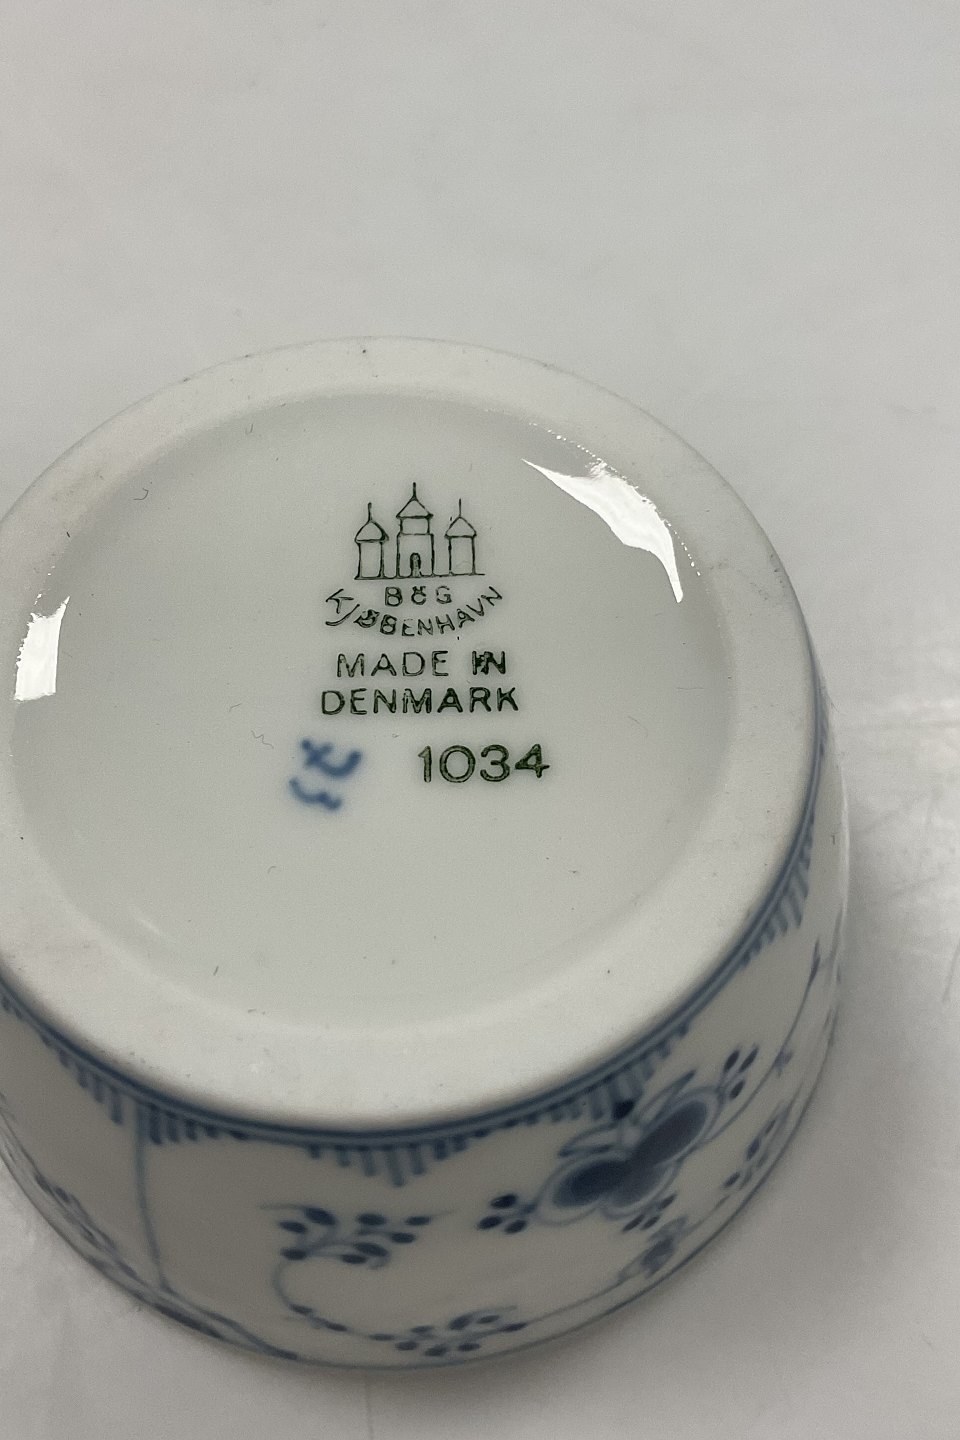 B&G
KJØBENHAVN
MADE IN
DENMARK
1034